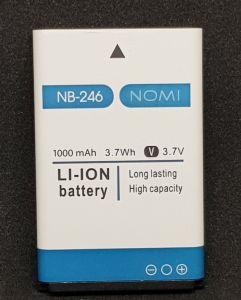 NB-246 NOMI
1000 mAh 3.7Wh V 3.7V
LI-ION battery
Long lasting
High capacity